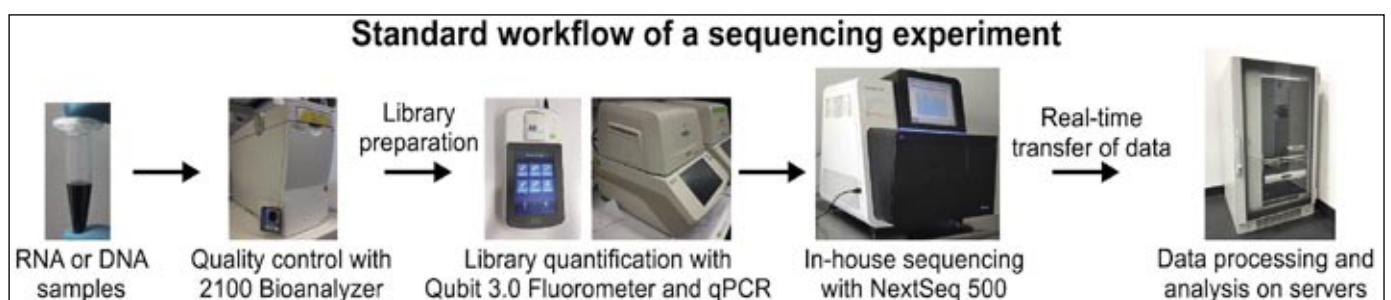 Standard workflow of a sequencing experiment
Library
preparation
Real-time
transfer of data
RNA or DNA
samples
Quality control with
2100 Bioanalyzer
Library quantification with
Qubit 3.0 Fluorometer and qPCR
In-house sequencing
with NextSeq 500
Data processing and
analysis on servers